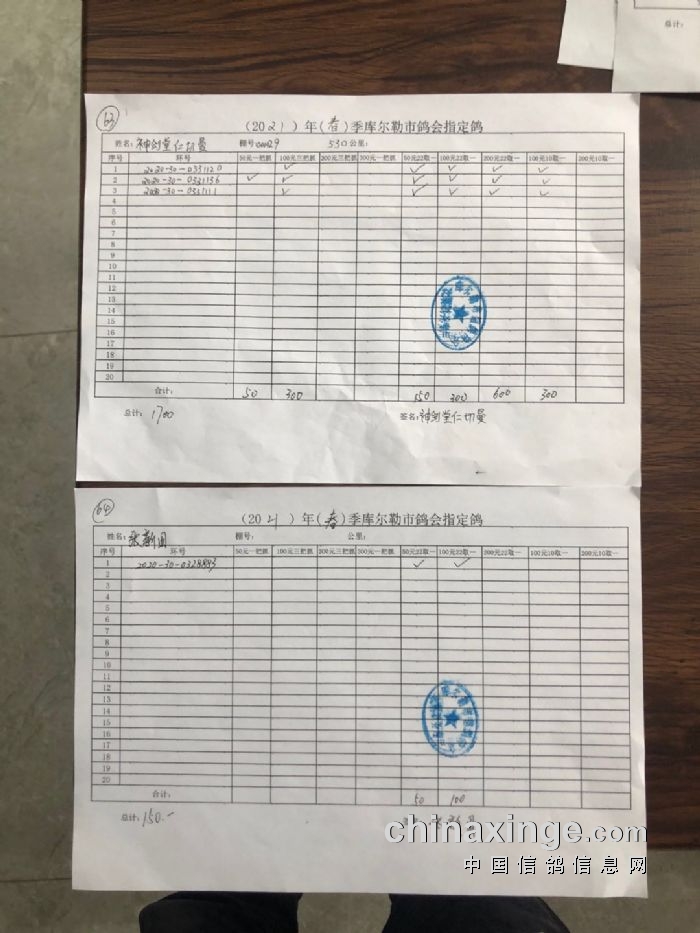 总计:
63
(2021)年(春)季库尔勒市鸽会指定鸽
姓名: 神剑堂仁切曼 棚号: 530公里:
序号 环号 50元一把抓 100元三把抓 200元三把抓 300元一把抓 50元22取一 100元22取一 200元22取一 100元10取一 200元10取一
1 2020-30-0331120 ✓ ✓ ✓ ✓ ✓
2 2020-30-0331136 ✓ ✓ ✓ ✓ ✓ ✓
3 ✓ ✓ ✓ ✓ ✓
4
5
6
7
8
9
10
11
12
13
14
15
16
17
18
19
20
合计: 50 300 150 300 600 300
总计: 1700 签名: 神剑堂仁切曼
64
(2021)年(春)季库尔勒市鸽会指定鸽
姓名: 棚号: 公里:
序号 环号 50元一把抓 100元三把抓 200元三把抓 300元一把抓 50元22取一 100元22取一 200元22取一 100元10取一 200元10取一
1 2020-30-0328883 ✓ ✓
2
3
4
5
6
7
8
9
10
11
12
13
14
15
16
17
18
19
20
合计: 50 100
总计: 150.-
chinaxinge.com
中国信鸽信息网